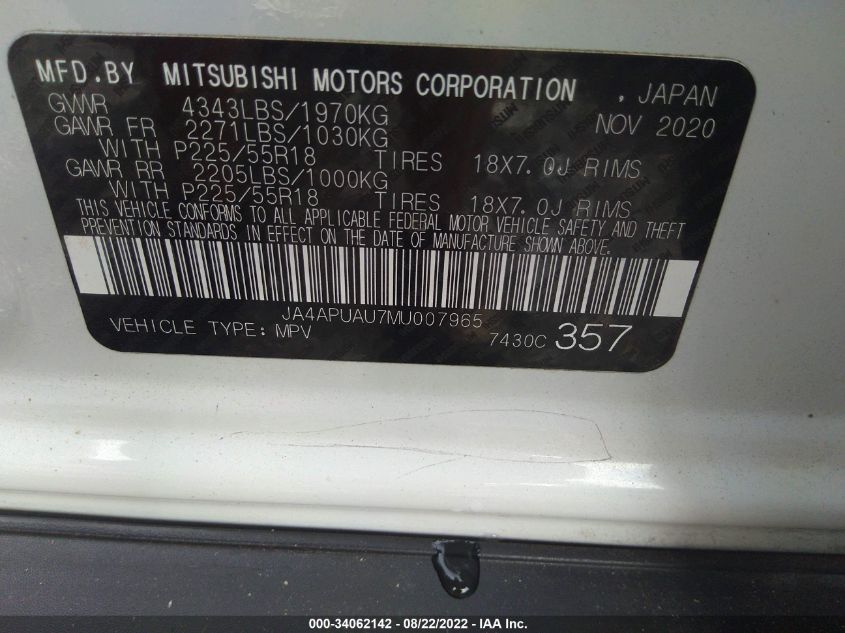 MFD.BY MITSUBISHI MOTORS CORPORATION , JAPAN
GVWR 4343LBS/1970KG NOV 2020
GAWR FR 2271LBS/1030KG
WITH P225/55R18 TIRES 18X7.0J RIMS
GAWR RR 2205LBS/1000KG
WITH P225/55R18 TIRES 18X7.0J RIMS
THIS VEHICLE CONFORMS TO ALL APPLICABLE FEDERAL MOTOR VEHICLE SAFETY AND THEFT
PREVENTION STANDARDS IN EFFECT ON THE DATE OF MANUFACTURE SHOWN ABOVE.
JA4APUAU7MU007965
VEHICLE TYPE: MPV 7430C 357
000-34062142 - 08/22/2022 - IAAI Inc.